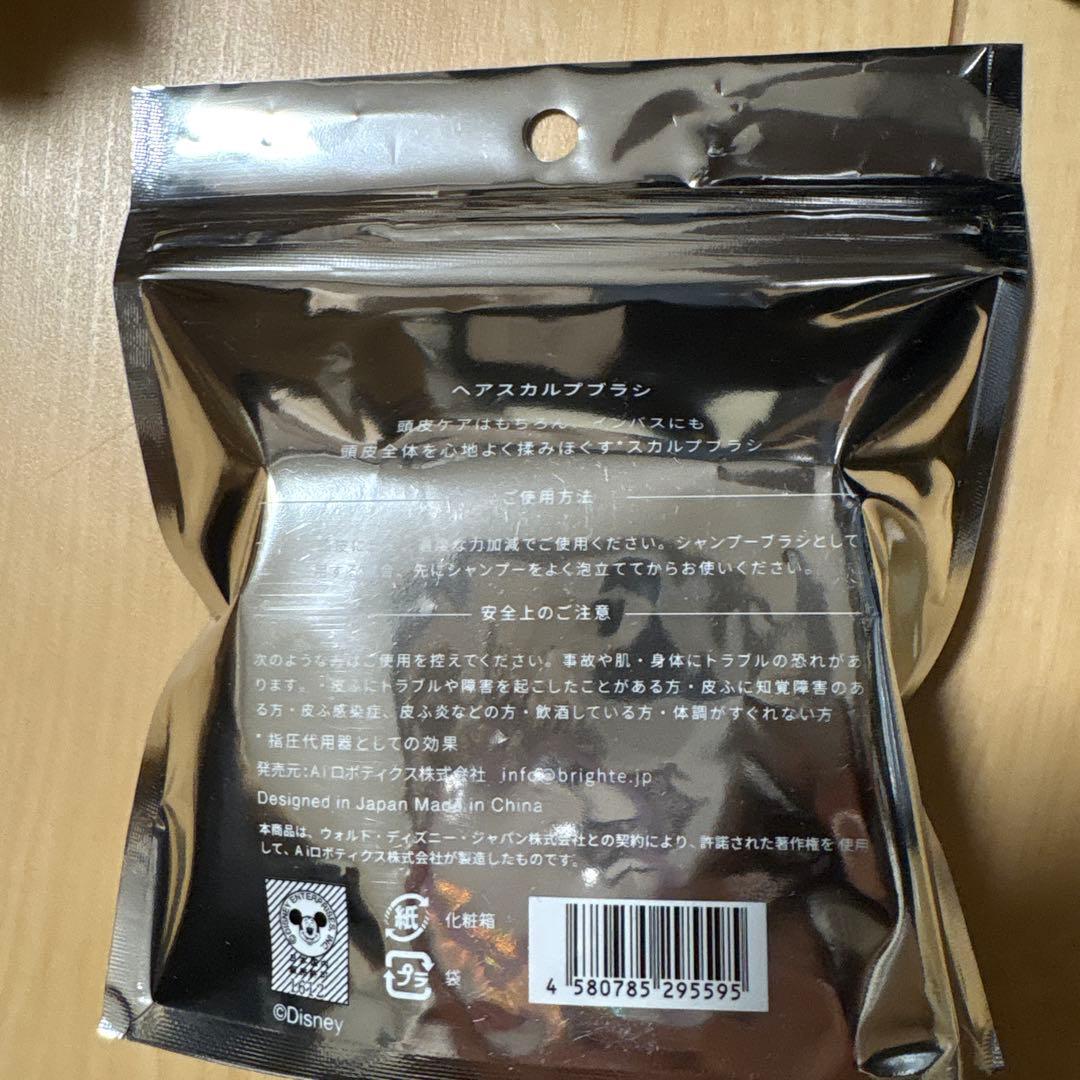 ヘアスカルプブラシ
頭皮ケアはもちろん、インバスにも
頭皮全体を心地よく揉みほぐす*スカルプブラシ
ご使用方法
力加減でご使用ください。シャンプーブラシとして
先にシャンプーをよく泡立ててからお使いください。
安全上のご注意
次のような方はご使用を控えてください。事故や肌・身体にトラブルの恐れがあ
ります。・皮ふにトラブルや障害を起こしたことがある方・皮ふに知覚障害のあ
る方・皮ふ感染症、皮ふ炎などの方・飲酒している方・体調がすぐれない方
*指圧代用器としての効果
発売元:Aiロボティクス株式会社 info@brighte.jp
Designed in Japan Made in China
本商品は、ウォルト・ディズニー・ジャパン株式会社との契約により、許諾された著作権を使用
して、Aiロボティクス株式会社が製造したものです。
紙 化粧箱
プラ 袋
1612
©Disney
4 580785 295595